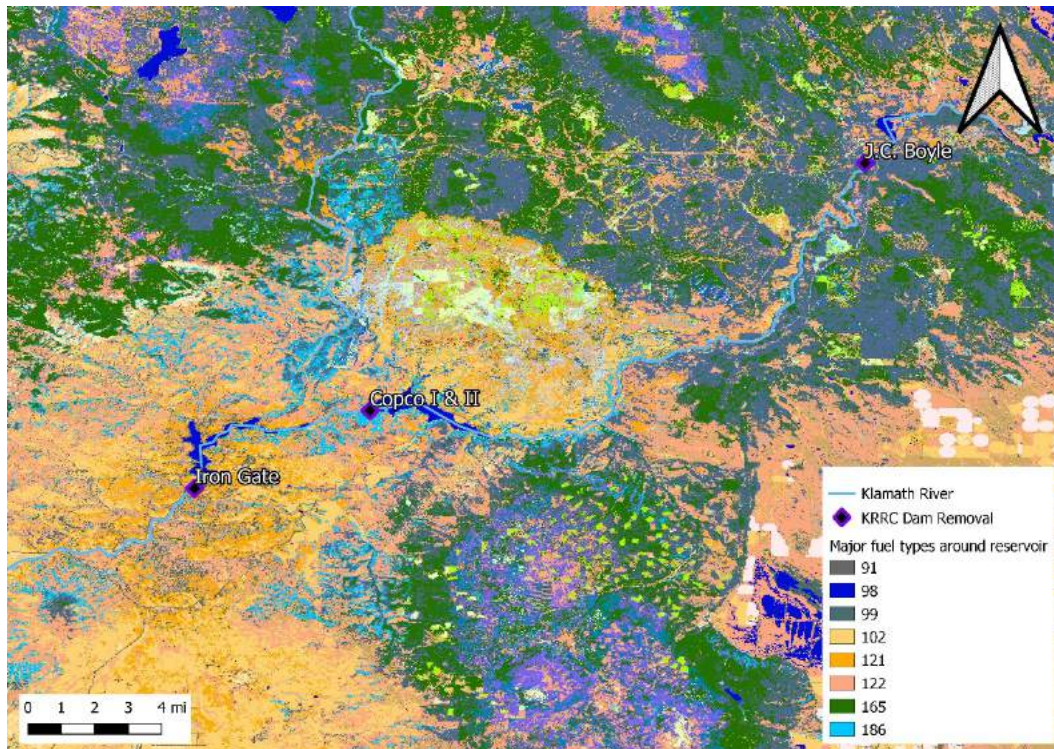 J.C. Boyle
Copco I & II
Iron Gate
Klamath River
KRRC Dam Removal
Major fuel types around reservoir
91
98
99
102
121
122
165
186
0 1 2 3 4 mi